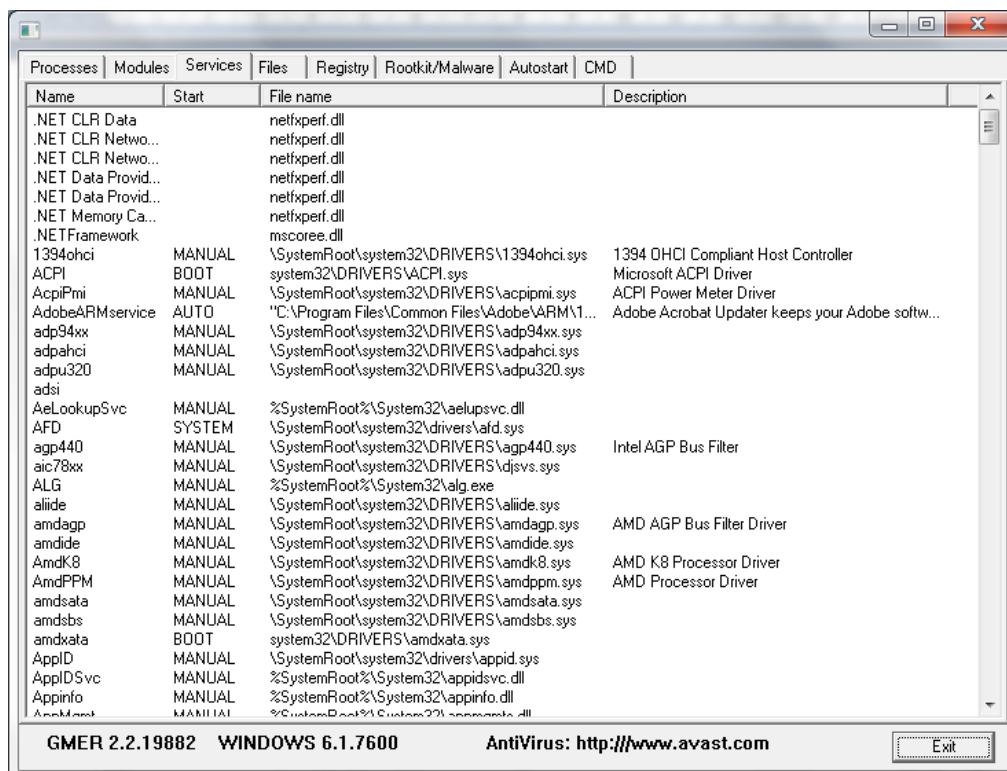 Processes Modules Services Files Registry Rootkit/Malware Autostart CMD
Name Start File name Description
.NET CLR Data netfxperf.dll
.NET CLR Netwo... netfxperf.dll
.NET CLR Netwo... netfxperf.dll
.NET Data Provid... netfxperf.dll
.NET Data Provid... netfxperf.dll
.NET Memory Ca... netfxperf.dll
.NETFramework mscoree.dll
1394ohci MANUAL \SystemRoot\system32\DRIVERS\1394ohci.sys 1394 OHCI Compliant Host Controller
ACPI BOOT system32\DRIVERS\ACPI.sys Microsoft ACPI Driver
AcpiPmi MANUAL \SystemRoot\system32\DRIVERS\acpipmi.sys ACPI Power Meter Driver
AdobeARMservice AUTO "C:\Program Files\Common Files\Adobe\ARM\1... Adobe Acrobat Updater keeps your Adobe softw...
adp94xx MANUAL \SystemRoot\system32\DRIVERS\adp94xx.sys
adpahci MANUAL \SystemRoot\system32\DRIVERS\adpahci.sys
adpu320 MANUAL \SystemRoot\system32\DRIVERS\adpu320.sys
adsi
AeLookupSvc MANUAL %SystemRoot%\System32\aelupsvc.dll
AFD SYSTEM \SystemRoot\system32\drivers\afd.sys
agp440 MANUAL \SystemRoot\system32\DRIVERS\agp440.sys Intel AGP Bus Filter
aic78xx MANUAL \SystemRoot\system32\DRIVERS\djsvs.sys
ALG MANUAL %SystemRoot%\System32\alg.exe
aliide MANUAL \SystemRoot\system32\DRIVERS\aliide.sys
amdagp MANUAL \SystemRoot\system32\DRIVERS\amdagp.sys AMD AGP Bus Filter Driver
amdide MANUAL \SystemRoot\system32\DRIVERS\amdide.sys
AmdK8 MANUAL \SystemRoot\system32\DRIVERS\amdk8.sys AMD K8 Processor Driver
AmdPPM MANUAL \SystemRoot\system32\DRIVERS\amdppm.sys AMD Processor Driver
amdsata MANUAL \SystemRoot\system32\DRIVERS\amdsata.sys
amdsbs MANUAL \SystemRoot\system32\DRIVERS\amdsbs.sys
amdxata BOOT system32\DRIVERS\amdxata.sys
AppID MANUAL \SystemRoot\system32\drivers\appid.sys
AppIDSvc MANUAL %SystemRoot%\System32\appidsvc.dll
Appinfo MANUAL %SystemRoot%\System32\appinfo.dll
AppMgmt MANUAL %SystemRoot%\System32\appmgmts.dll
GMER 2.2.19882 WINDOWS 6.1.7600 AntiVirus: http:///www.avast.com Exit